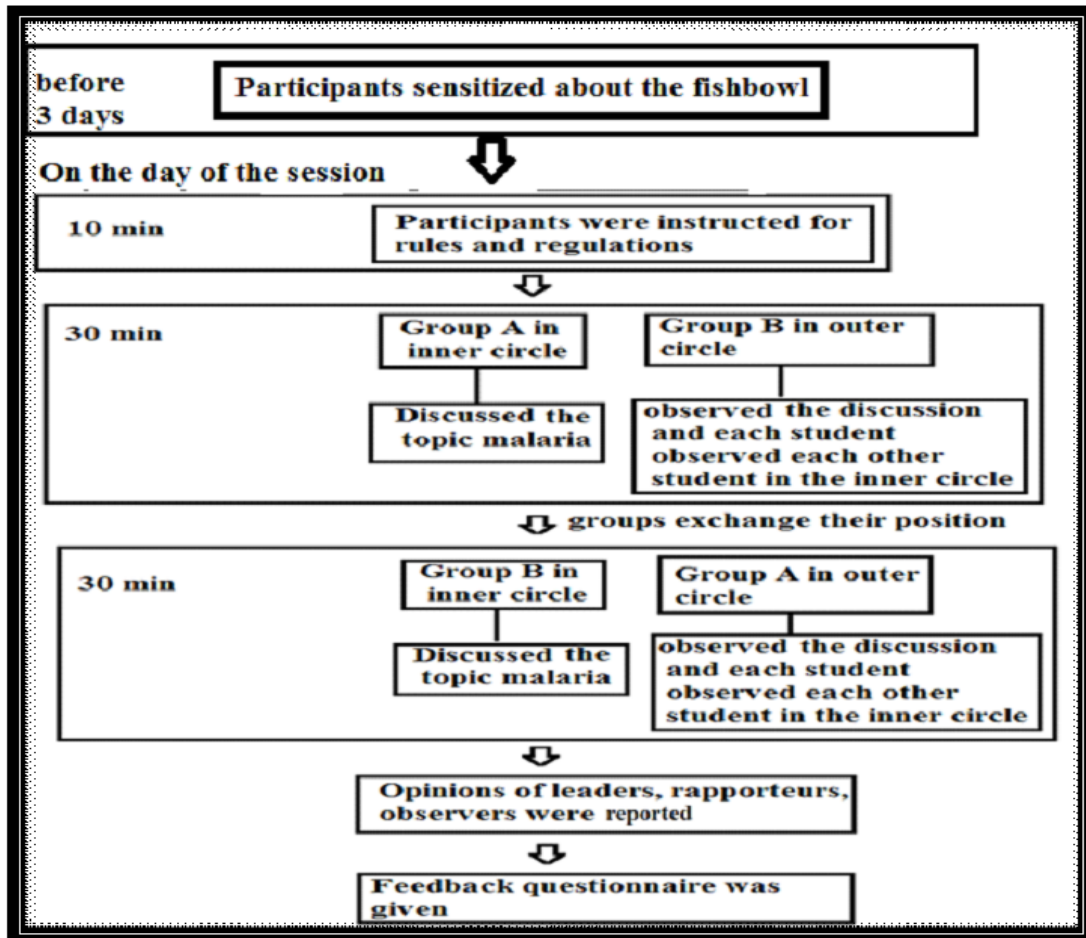 before
3 days
Participants sensitized about the fishbowl
On the day of the session
10 min
Participants were instructed for
rules and regulations
30 min
Group A in
inner circle
Group B in outer
circle
Discussed the
topic malaria
observed the discussion
and each student
observed each other
student in the inner circle
groups exchange their position
30 min
Group B in
inner circle
Group A in outer
circle
Discussed the
topic malaria
observed the discussion
and each student
observed each other
student in the inner circle
Opinions of leaders, rapporteurs,
observers were reported
Feedback questionnaire was
given